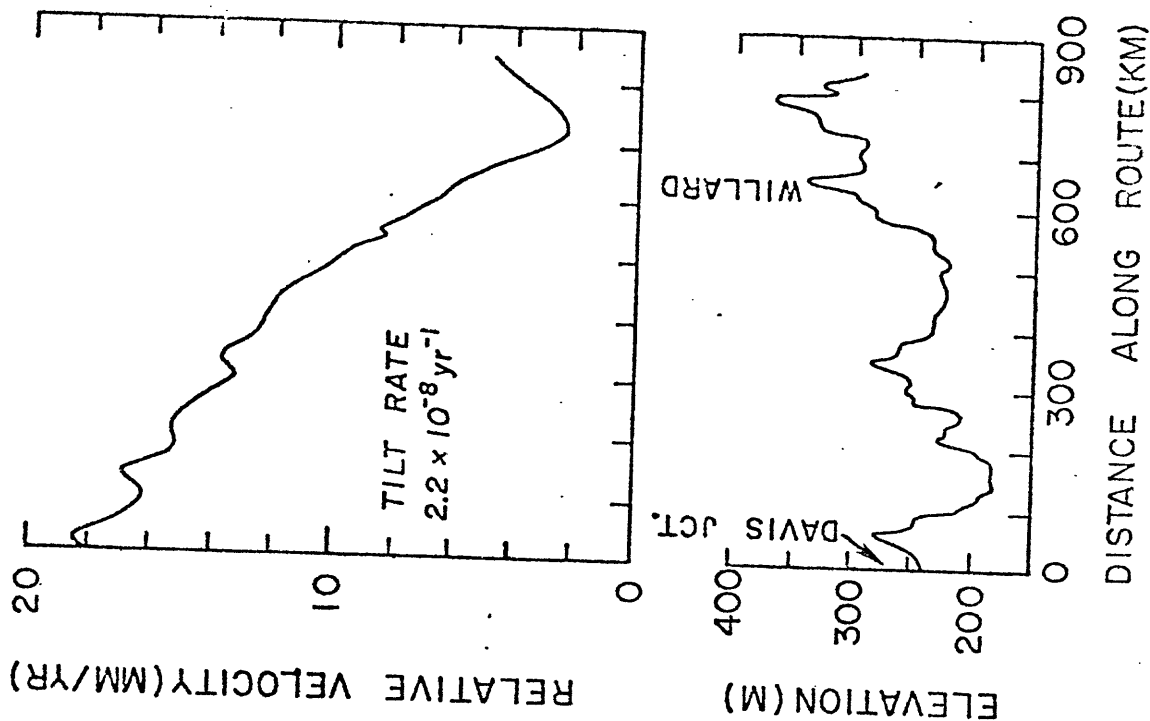 RELATIVE VELOCITY (MM/YR)
20
10
0
TILT RATE
2.2 × 10⁻⁸ yr⁻¹
ELEVATION (M)
400
300
200
DAVIS JCT.
WILLARD
0
300
600
900
DISTANCE ALONG ROUTE (KM)